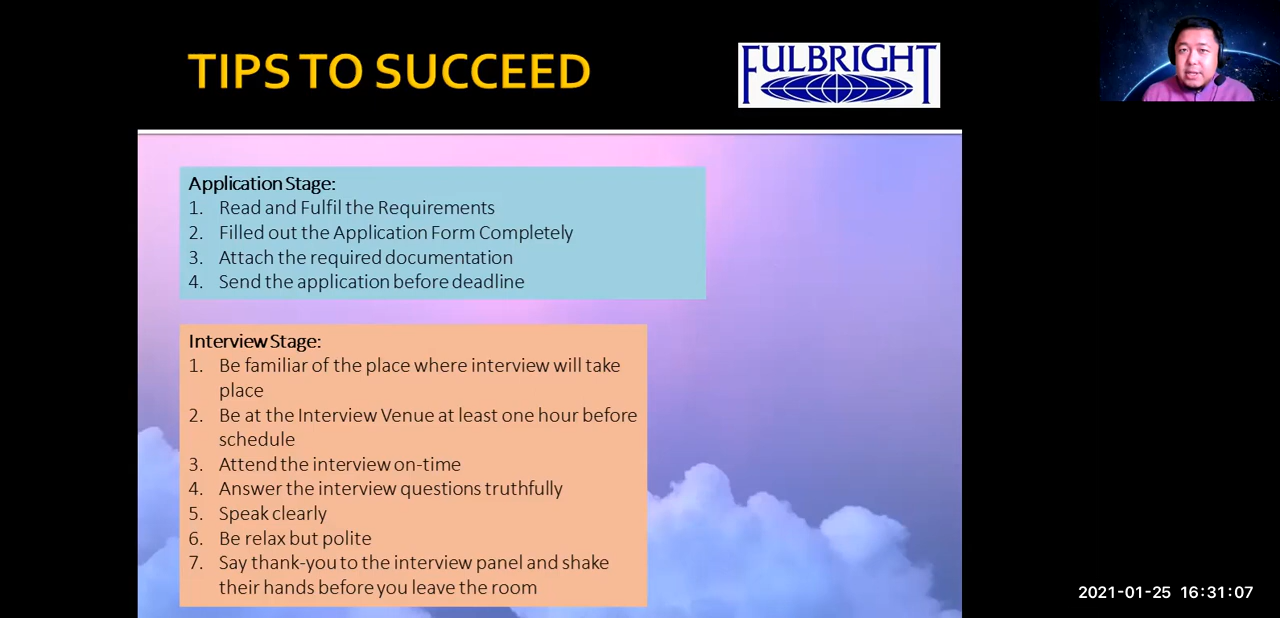 TIPS TO SUCCEED
FULBRIGHT
Application Stage:
1. Read and Fulfil the Requirements
2. Filled out the Application Form Completely
3. Attach the required documentation
4. Send the application before deadline
Interview Stage:
1. Be familiar of the place where interview will take
place
2. Be at the Interview Venue at least one hour before
schedule
3. Attend the interview on-time
4. Answer the interview questions truthfully
5. Speak clearly
6. Be relax but polite
7. Say thank-you to the interview panel and shake
their hands before you leave the room
2021-01-25 16:31:07